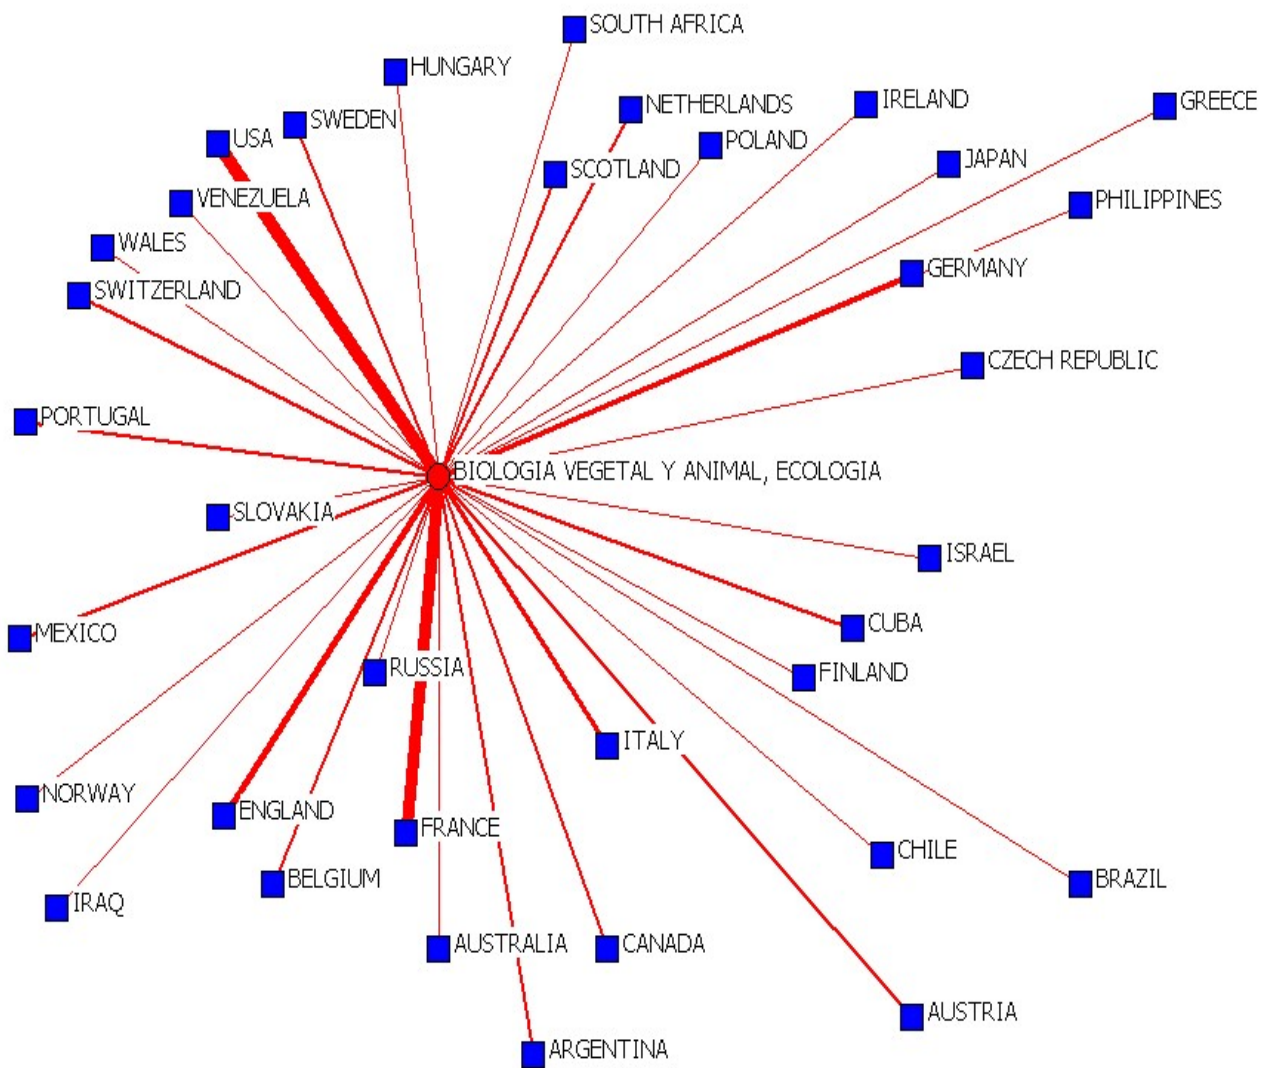 SOUTH AFRICA
HUNGARY
NETHERLANDS
IRELAND
GREECE
SWEDEN
USA
POLAND
JAPAN
SCOTLAND
VENEZUELA
PHILIPPINES
WALES
GERMANY
SWITZERLAND
CZECH REPUBLIC
PORTUGAL
BIOLOGIA VEGETAL Y ANIMAL, ECOLOGIA
SLOVAKIA
ISRAEL
CUBA
MEXICO
RUSSIA
FINLAND
ITALY
NORWAY
ENGLAND
FRANCE
CHILE
BELGIUM
BRAZIL
IRAQ
AUSTRALIA
CANADA
AUSTRIA
ARGENTINA